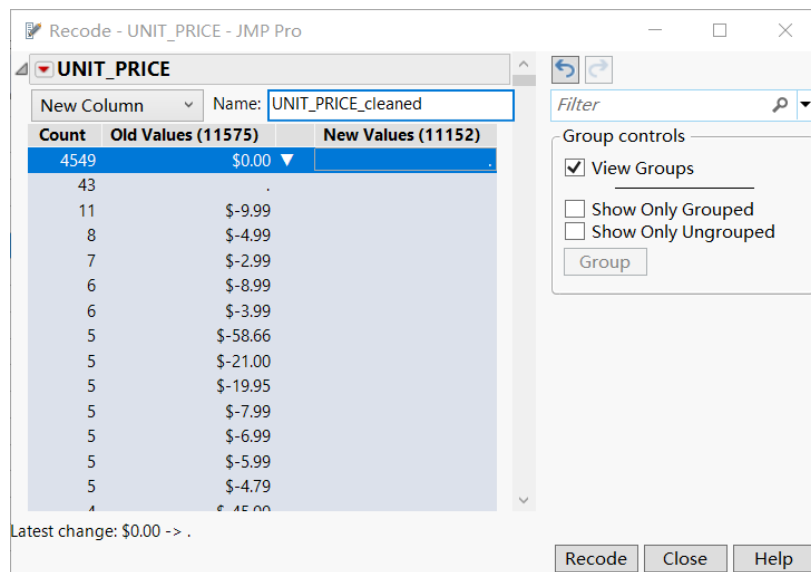 Recode - UNIT_PRICE - JMP Pro
UNIT_PRICE
New Column Name: UNIT_PRICE_cleaned
Count Old Values (11575) New Values (11152)
4549 $0.00 .
43 .
11 $-9.99
8 $-4.99
7 $-2.99
6 $-8.99
6 $-3.99
5 $-58.66
5 $-21.00
5 $-19.95
5 $-7.99
5 $-6.99
5 $-5.99
5 $-4.79
4 $-45.00
Latest change: $0.00 -> .
Filter
Group controls
View Groups
Show Only Grouped
Show Only Ungrouped
Group
Recode Close Help